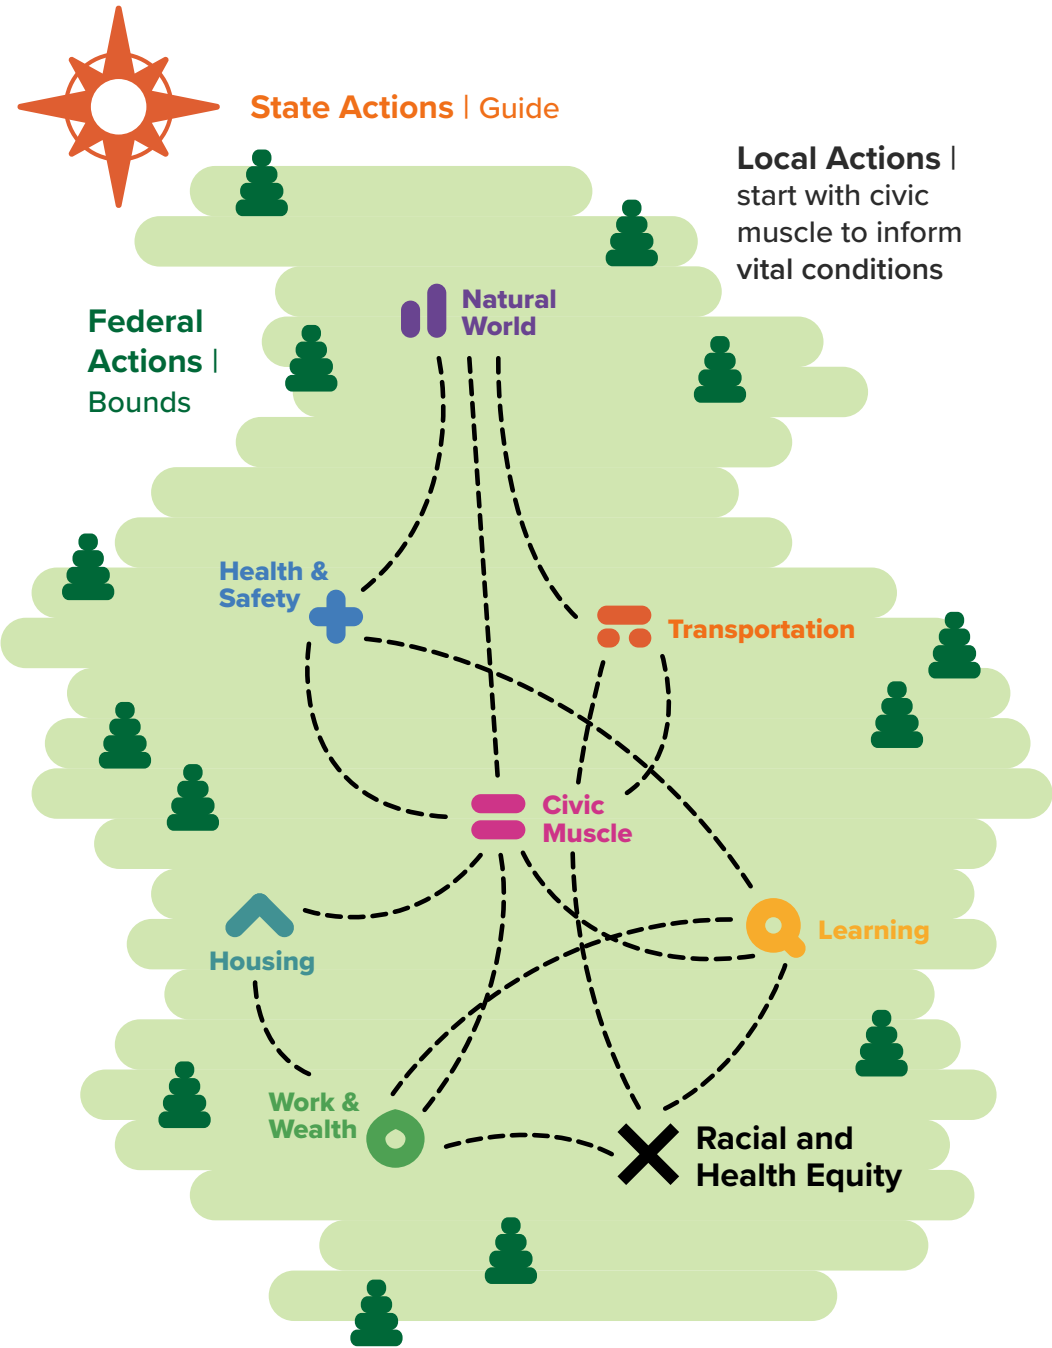 State Actions | Guide
Local Actions |
start with civic
muscle to inform
vital conditions
Federal
Actions |
Bounds
Natural
World
Health &
Safety
Transportation
Civic
Muscle
Housing
Learning
Work &
Wealth
Racial and
Health Equity